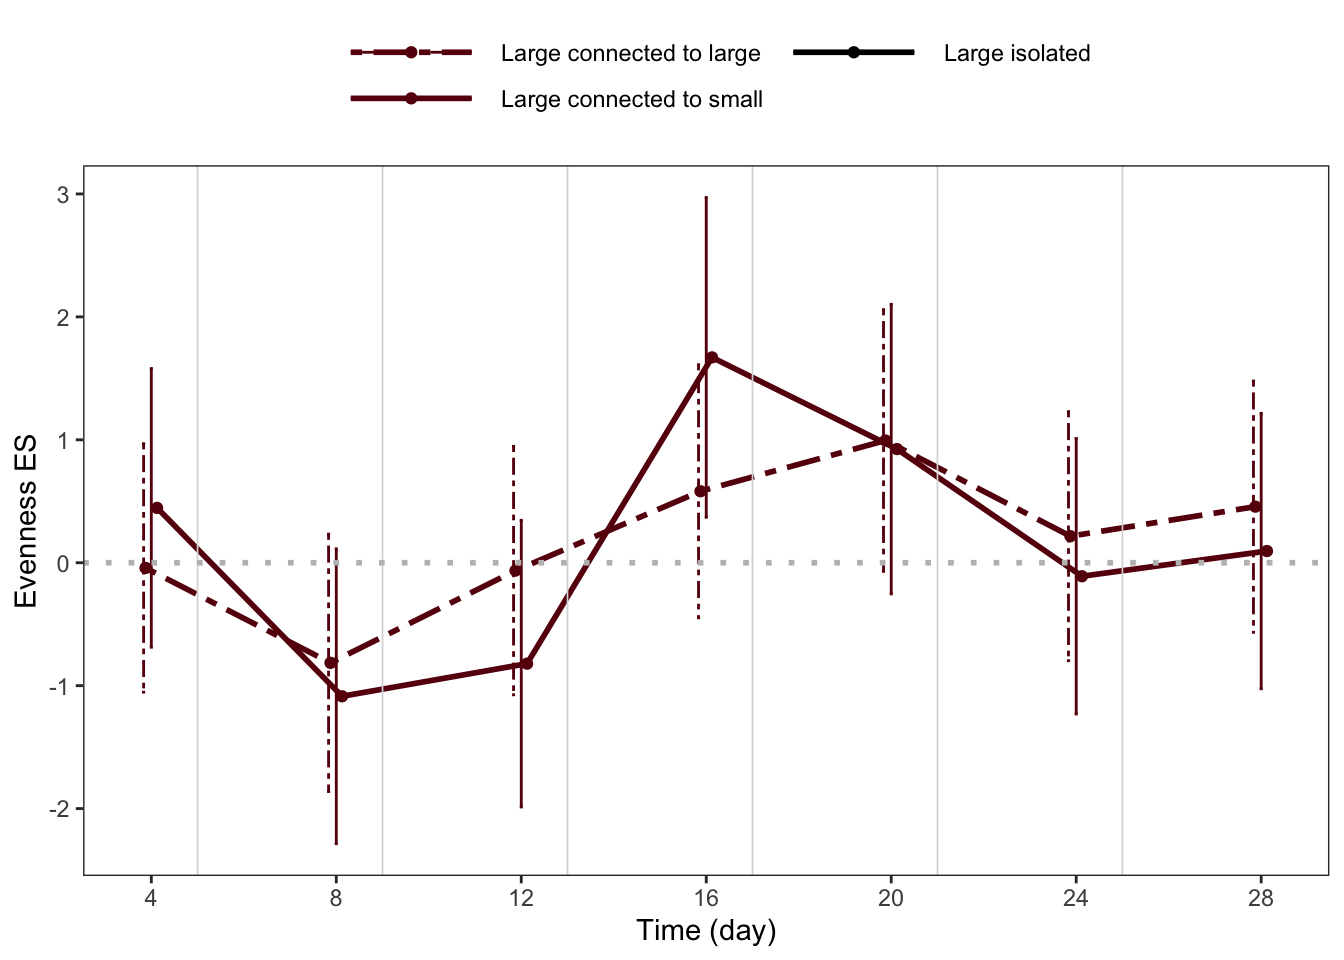 Large connected to large
Large isolated
Large connected to small
Evenness ES
3
2
1
0
-1
-2
4 8 12 16 20 24 28
Time (day)